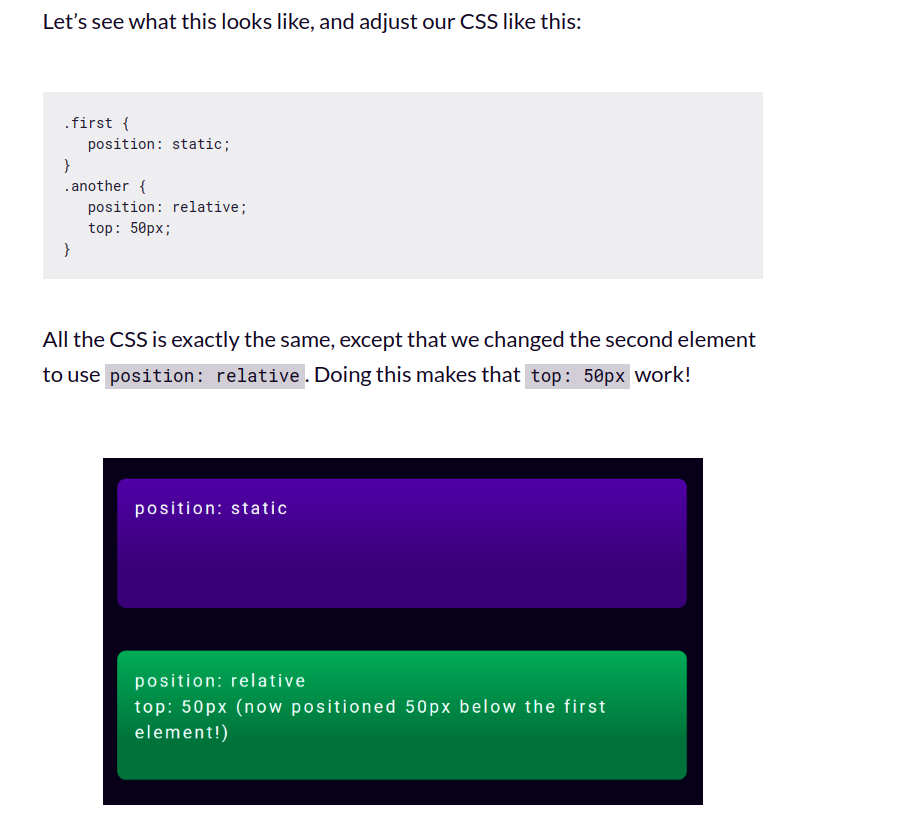 Let’s see what this looks like, and adjust our CSS like this:
.first {
position: static;
}
.another {
position: relative;
top: 50px;
}
All the CSS is exactly the same, except that we changed the second element
to use position: relative. Doing this makes that top: 50px work!
position: static
position: relative
top: 50px (now positioned 50px below the first
element!)